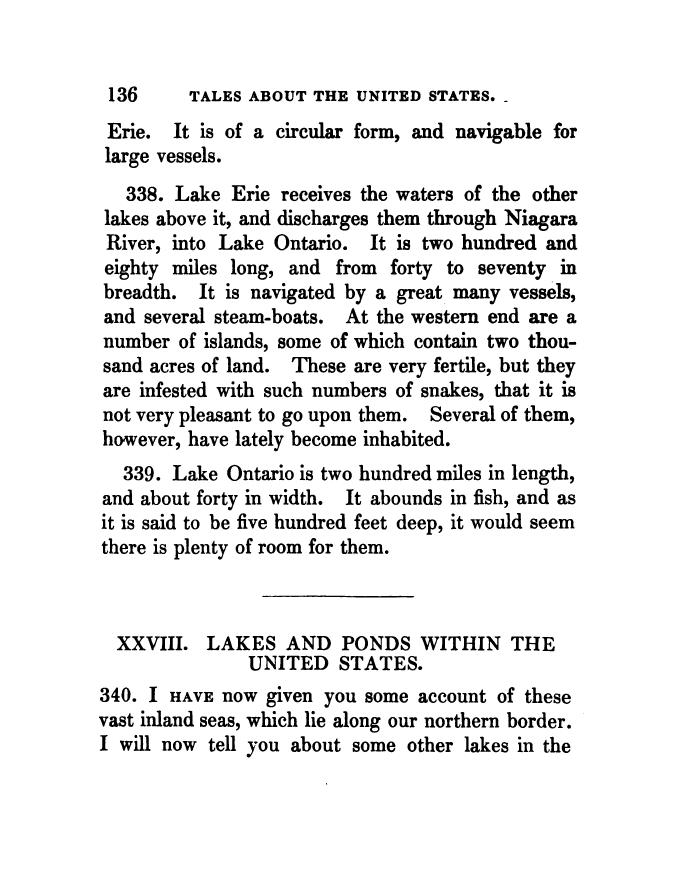 136 TALES ABOUT THE UNITED STATES.
Erie. It is of a circular form, and navigable for
large vessels.
338. Lake Erie receives the waters of the other
lakes above it, and discharges them through Niagara
River, into Lake Ontario. It is two hundred and
eighty miles long, and from forty to seventy in
breadth. It is navigated by a great many vessels,
and several steam-boats. At the western end are a
number of islands, some of which contain two thou-
sand acres of land. These are very fertile, but they
are infested with such numbers of snakes, that it is
not very pleasant to go upon them. Several of them,
however, have lately become inhabited.
339. Lake Ontario is two hundred miles in length,
and about forty in width. It abounds in fish, and as
it is said to be five hundred feet deep, it would seem
there is plenty of room for them.
XXVIII. LAKES AND PONDS WITHIN THE
UNITED STATES.
340. I HAVE now given you some account of these
vast inland seas, which lie along our northern border.
I will now tell you about some other lakes in the